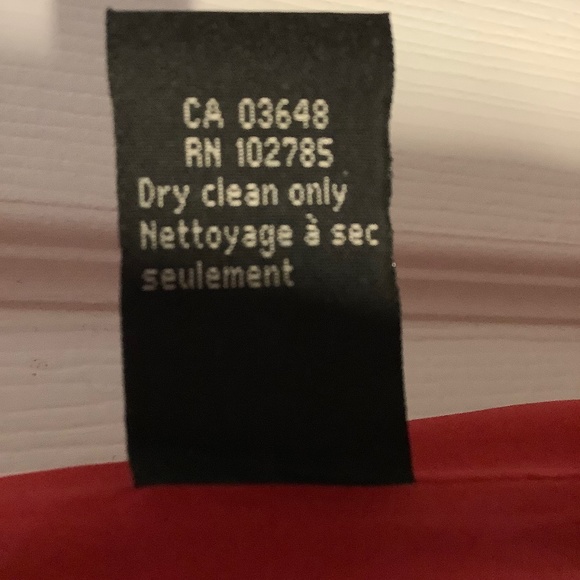 CA 03648
RN 102785
Dry clean only
Nettoyage à sec
seulement